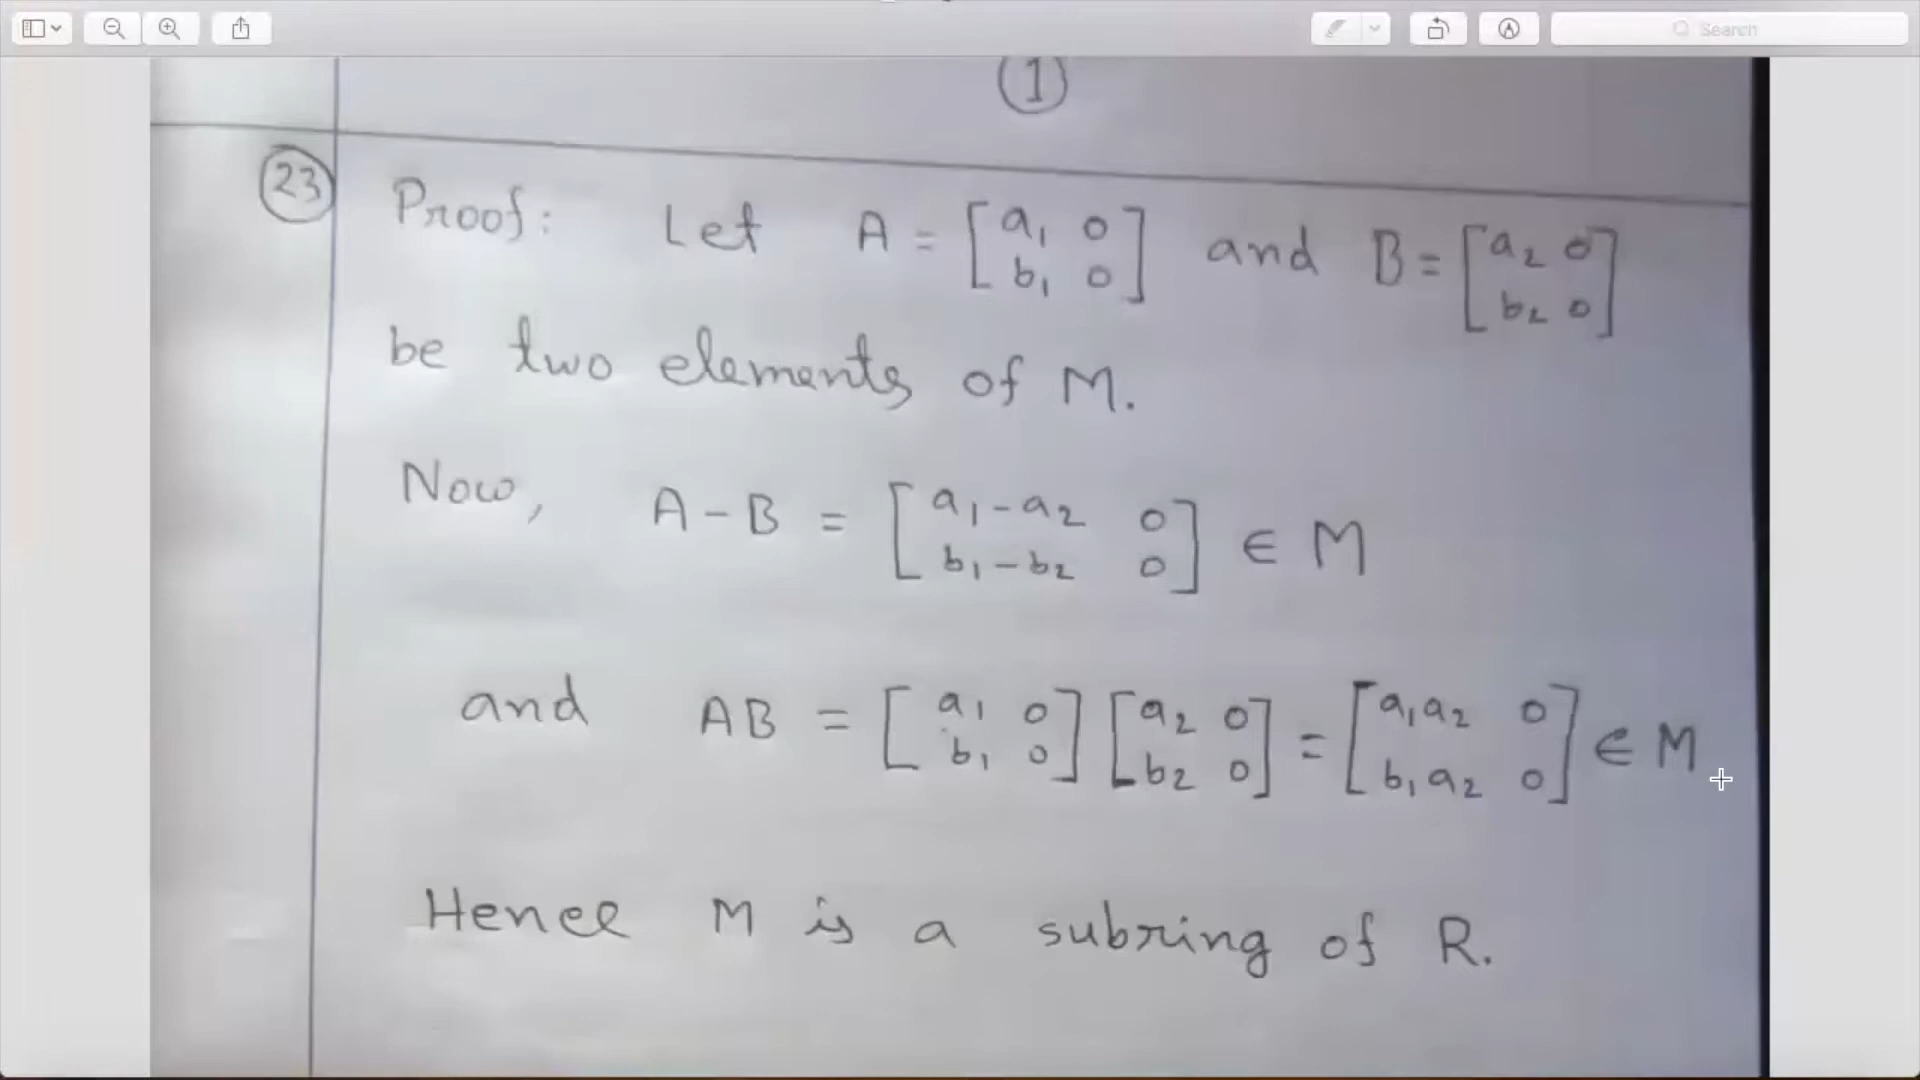 Search
1
23 Proof: Let A = [a₁ 0; b₁ 0] and B = [a₂ 0; b₂ 0]
be two elements of M.
Now, A - B = [a₁-a₂ 0; b₁-b₂ 0] ∈ M
and AB = [a₁ 0; b₁ 0] [a₂ 0; b₂ 0] = [a₁a₂ 0; b₁a₂ 0] ∈ M
Hence M is a subring of R.